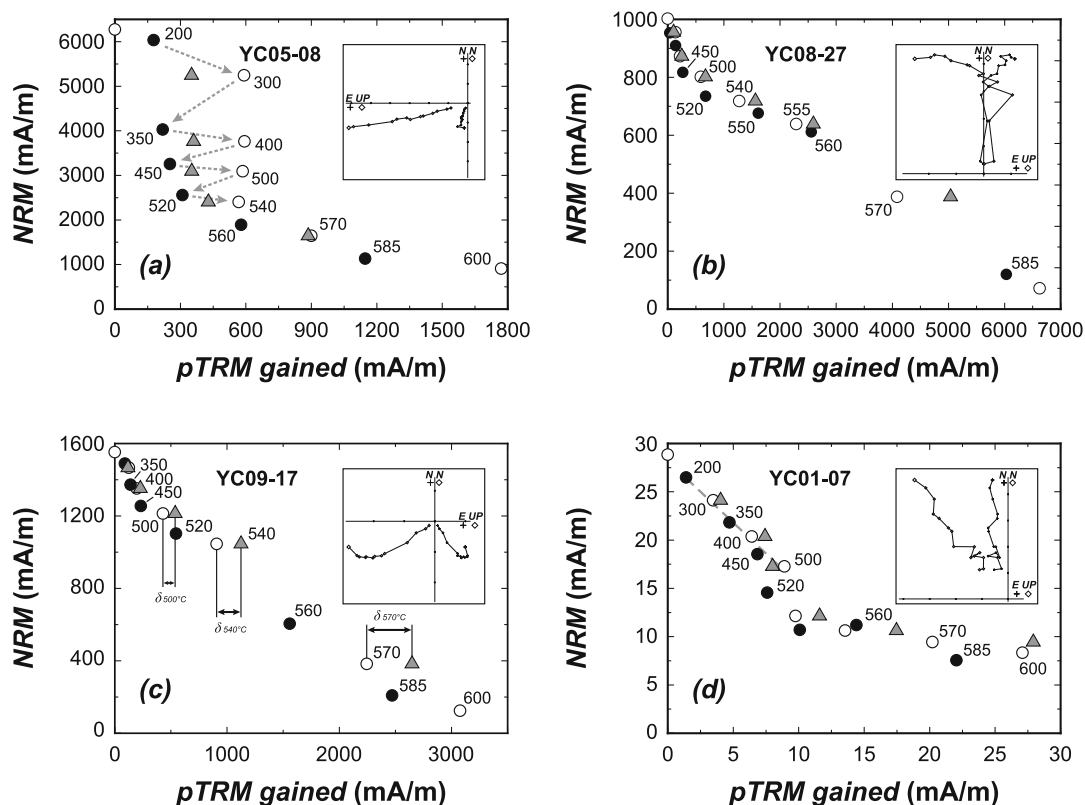 YC05-08
NRM (mA/m)
6000
5000
4000
3000
2000
1000
0
200
300
350
400
450
500
520
540
560
570
585
600
N N
E UP
(a)
0 300 600 900 1200 1500 1800
pTRM gained (mA/m)
YC08-27
NRM (mA/m)
1000
800
600
400
200
0
450
500
520
540
550
555
560
570
585
N N
E UP
(b)
0 1000 2000 3000 4000 5000 6000 7000
pTRM gained (mA/m)
YC09-17
NRM (mA/m)
1600
1200
800
400
0
350
400
450
500
520
540
δ 500°C
δ 540°C
560
δ 570°C
570
585
600
N N
E UP
(c)
0 1000 2000 3000
pTRM gained (mA/m)
YC01-07
NRM (mA/m)
30
25
20
15
10
5
0
200
300
350
400
450
500
520
560
570
585
600
N N
E UP
(d)
0 5 10 15 20 25 30
pTRM gained (mA/m)